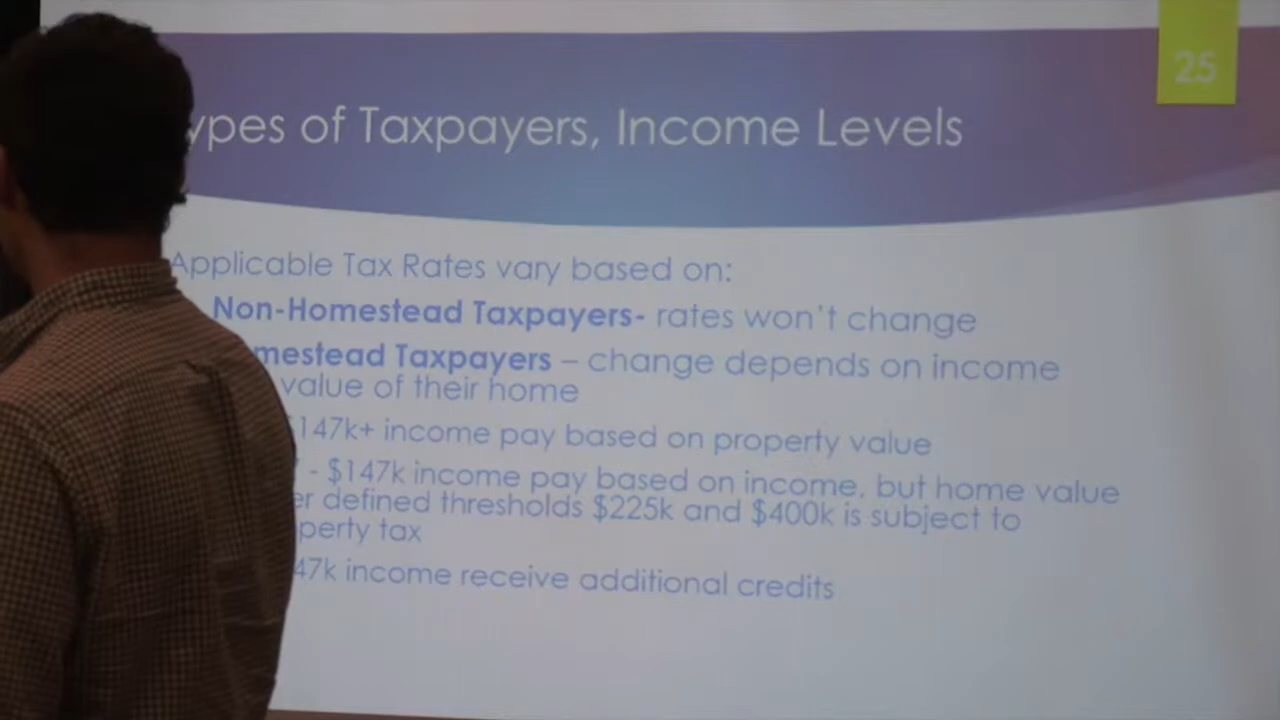 25
ypes of Taxpayers, Income Levels
Applicable Tax Rates vary based on:
Non-Homestead Taxpayers- rates won't change
mestead Taxpayers – change depends on income
value of their home
$147k+ income pay based on property value
- $147k income pay based on income, but home value
er defined thresholds $225k and $400k is subject to
perty tax
47k income receive additional credits